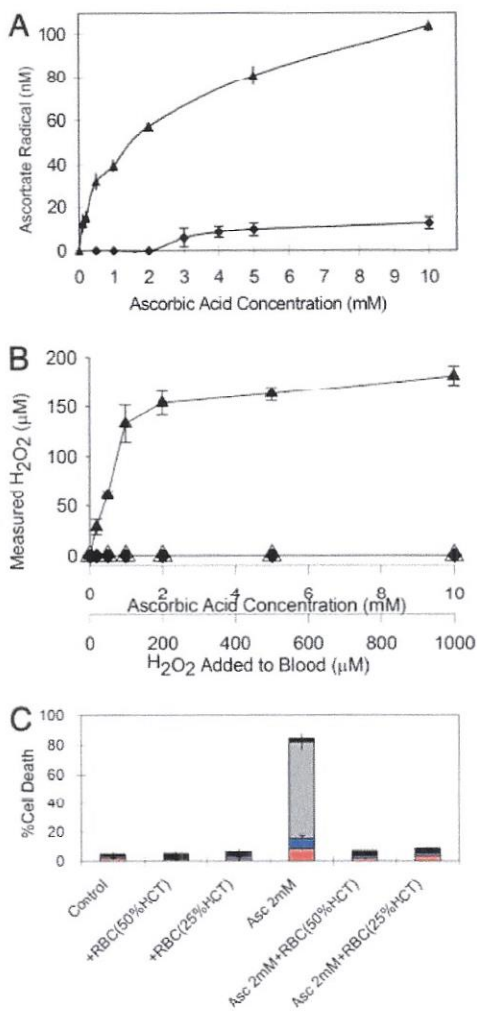 A
Ascorbate Radical (nM)
100
80
60
40
20
0
0 1 2 3 4 5 6 7 8 9 10
Ascorbic Acid Concentration (mM)
B
Measured H2O2 (μM)
200
150
100
50
0
0 2 4 6 8 10
Ascorbic Acid Concentration (mM)
0 200 400 600 800 1000
H2O2 Added to Blood (μM)
C
%Cell Death
100
80
60
40
20
0
Control
+RBC(50%HCT)
+RBC(25%HCT)
Asc 2mM
Asc 2mM+RBC(50%HCT)
Asc 2mM+RBC(25%HCT)